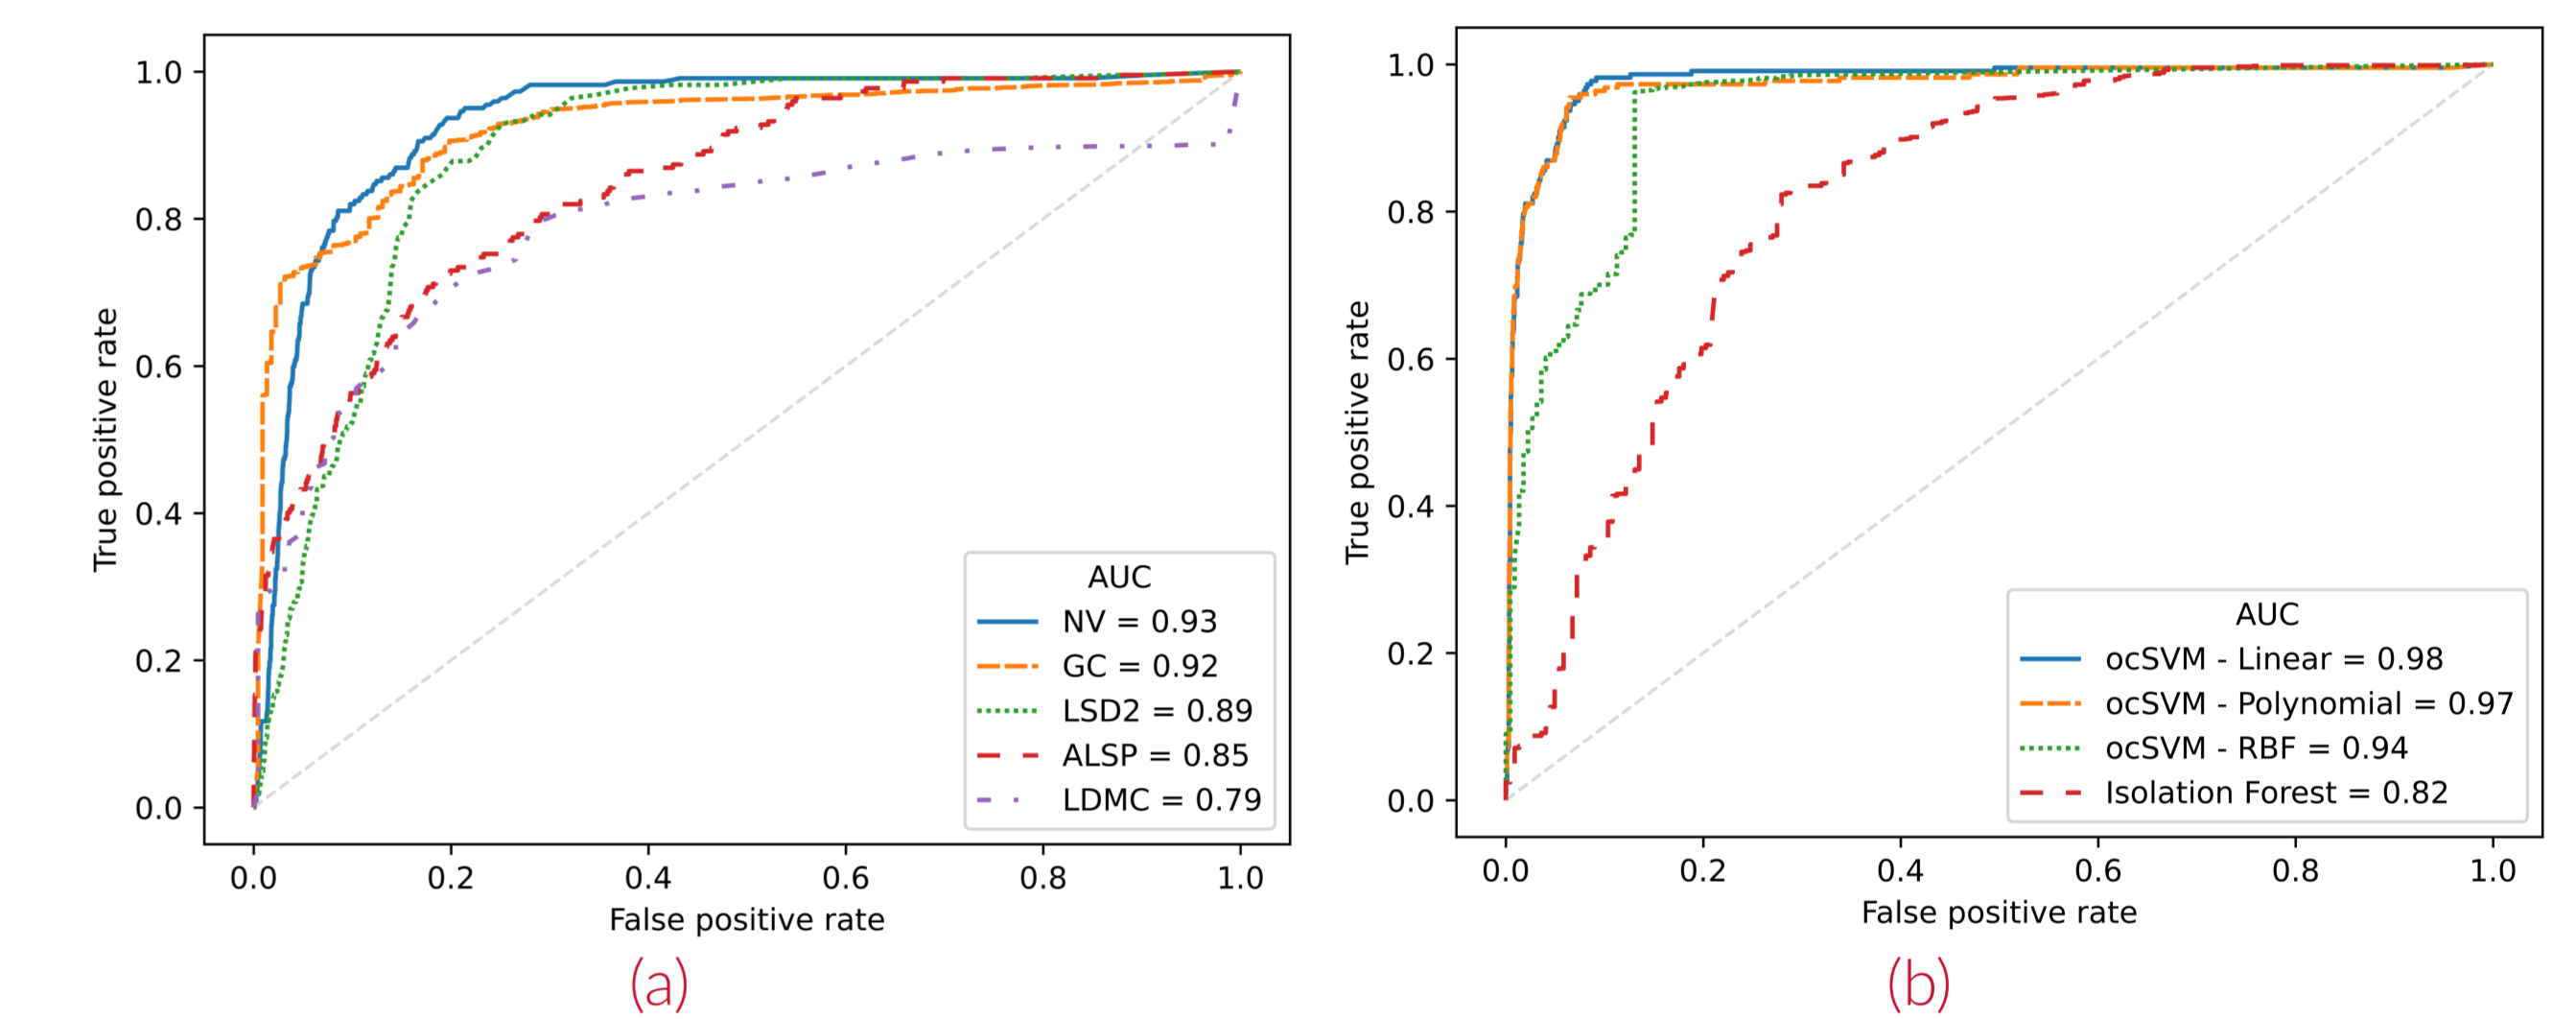 1.0
0.8
0.6
0.4
0.2
0.0
True positive rate
AUC
NV = 0.93
GC = 0.92
LSD2 = 0.89
ALSP = 0.85
LDMC = 0.79
0.0 0.2 0.4 0.6 0.8 1.0
False positive rate
(a)
1.0
0.8
0.6
0.4
0.2
0.0
True positive rate
AUC
ocSVM - Linear = 0.98
ocSVM - Polynomial = 0.97
ocSVM - RBF = 0.94
Isolation Forest = 0.82
0.0 0.2 0.4 0.6 0.8 1.0
False positive rate
(b)